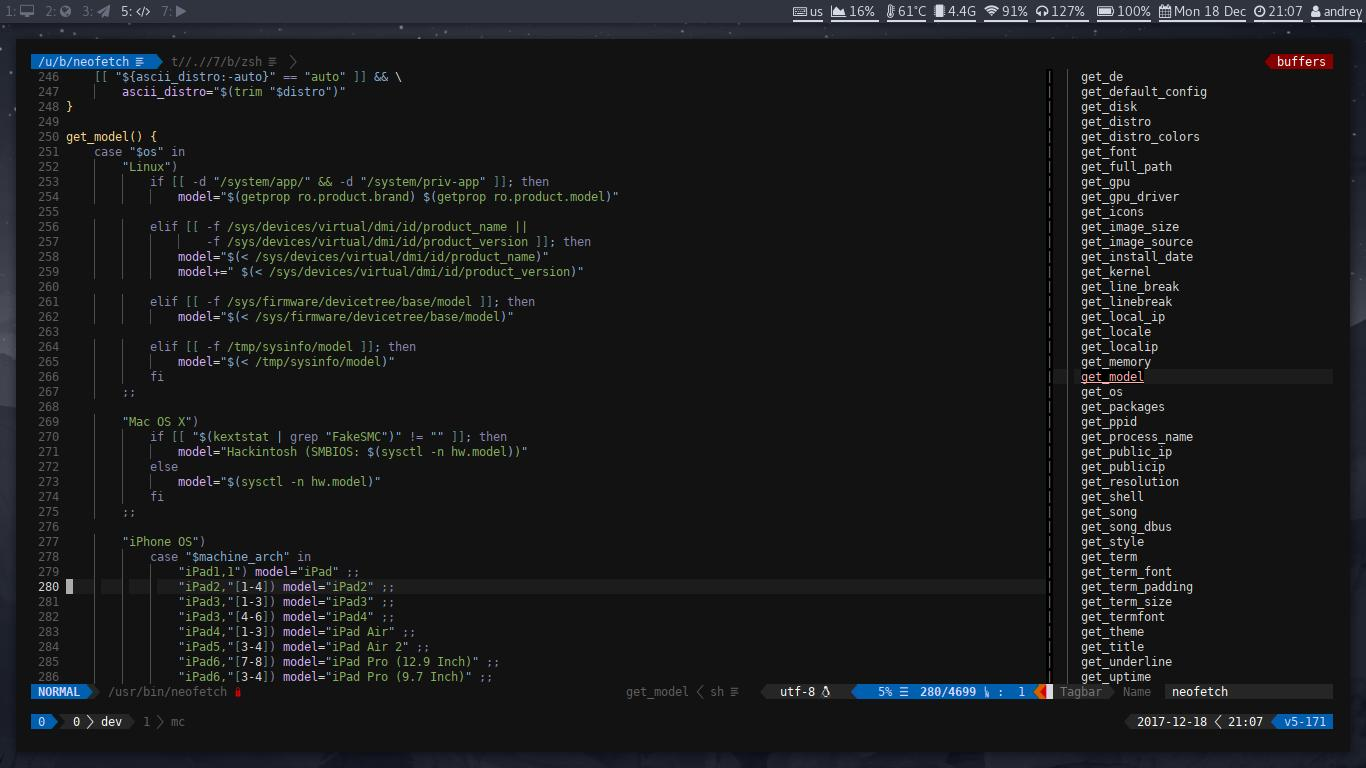 1: 2: 3: 5: </> 7: us 16% 61°C 4.4G 91% 127% 100% Mon 18 Dec 21:07 andrey
/u/b/neofetch t//.//7/b/zsh buffers
246 [[ "${ascii_distro:-auto}" == "auto" ]] && \
247 ascii_distro="$(trim "$distro")"
248 }
249
250 get_model() {
251 case "$os" in
252 "Linux")
253 if [[ -d "/system/app/" && -d "/system/priv-app" ]]; then
254 model="$(getprop ro.product.brand) $(getprop ro.product.model)"
255
256 elif [[ -f /sys/devices/virtual/dmi/id/product_name ||
257 -f /sys/devices/virtual/dmi/id/product_version ]]; then
258 model="$(< /sys/devices/virtual/dmi/id/product_name)"
259 model+=" $(< /sys/devices/virtual/dmi/id/product_version)"
260
261 elif [[ -f /sys/firmware/devicetree/base/model ]]; then
262 model="$(< /sys/firmware/devicetree/base/model)"
263
264 elif [[ -f /tmp/sysinfo/model ]]; then
265 model="$(< /tmp/sysinfo/model)"
266 fi
267 ;;
268
269 "Mac OS X")
270 if [[ "$(kextstat | grep "FakeSMC")" != "" ]]; then
271 model="Hackintosh (SMBIOS: $(sysctl -n hw.model))"
272 else
273 model="$(sysctl -n hw.model)"
274 fi
275 ;;
276
277 "iPhone OS")
278 case "$machine_arch" in
279 "iPad1,1") model="iPad" ;;
280 "iPad2,"[1-4]) model="iPad2" ;;
281 "iPad3,"[1-3]) model="iPad3" ;;
282 "iPad3,"[4-6]) model="iPad4" ;;
283 "iPad4,"[1-3]) model="iPad Air" ;;
284 "iPad5,"[3-4]) model="iPad Air 2" ;;
285 "iPad6,"[7-8]) model="iPad Pro (12.9 Inch)" ;;
286 "iPad6,"[3-4]) model="iPad Pro (9.7 Inch)" ;;
get_de
get_default_config
get_disk
get_distro
get_distro_colors
get_font
get_full_path
get_gpu
get_gpu_driver
get_icons
get_image_size
get_image_source
get_install_date
get_kernel
get_line_break
get_linebreak
get_local_ip
get_locale
get_localip
get_memory
get_model
get_os
get_packages
get_ppid
get_process_name
get_public_ip
get_publicip
get_resolution
get_shell
get_song
get_song_dbus
get_style
get_term
get_term_font
get_term_padding
get_term_size
get_termfont
get_theme
get_title
get_underline
get_uptime
NORMAL /usr/bin/neofetch get_model < sh utf-8 5% ☰ 280/4699 : 1 Tagbar Name neofetch
0 0 dev 1 mc 2017-12-18 21:07 v5-171